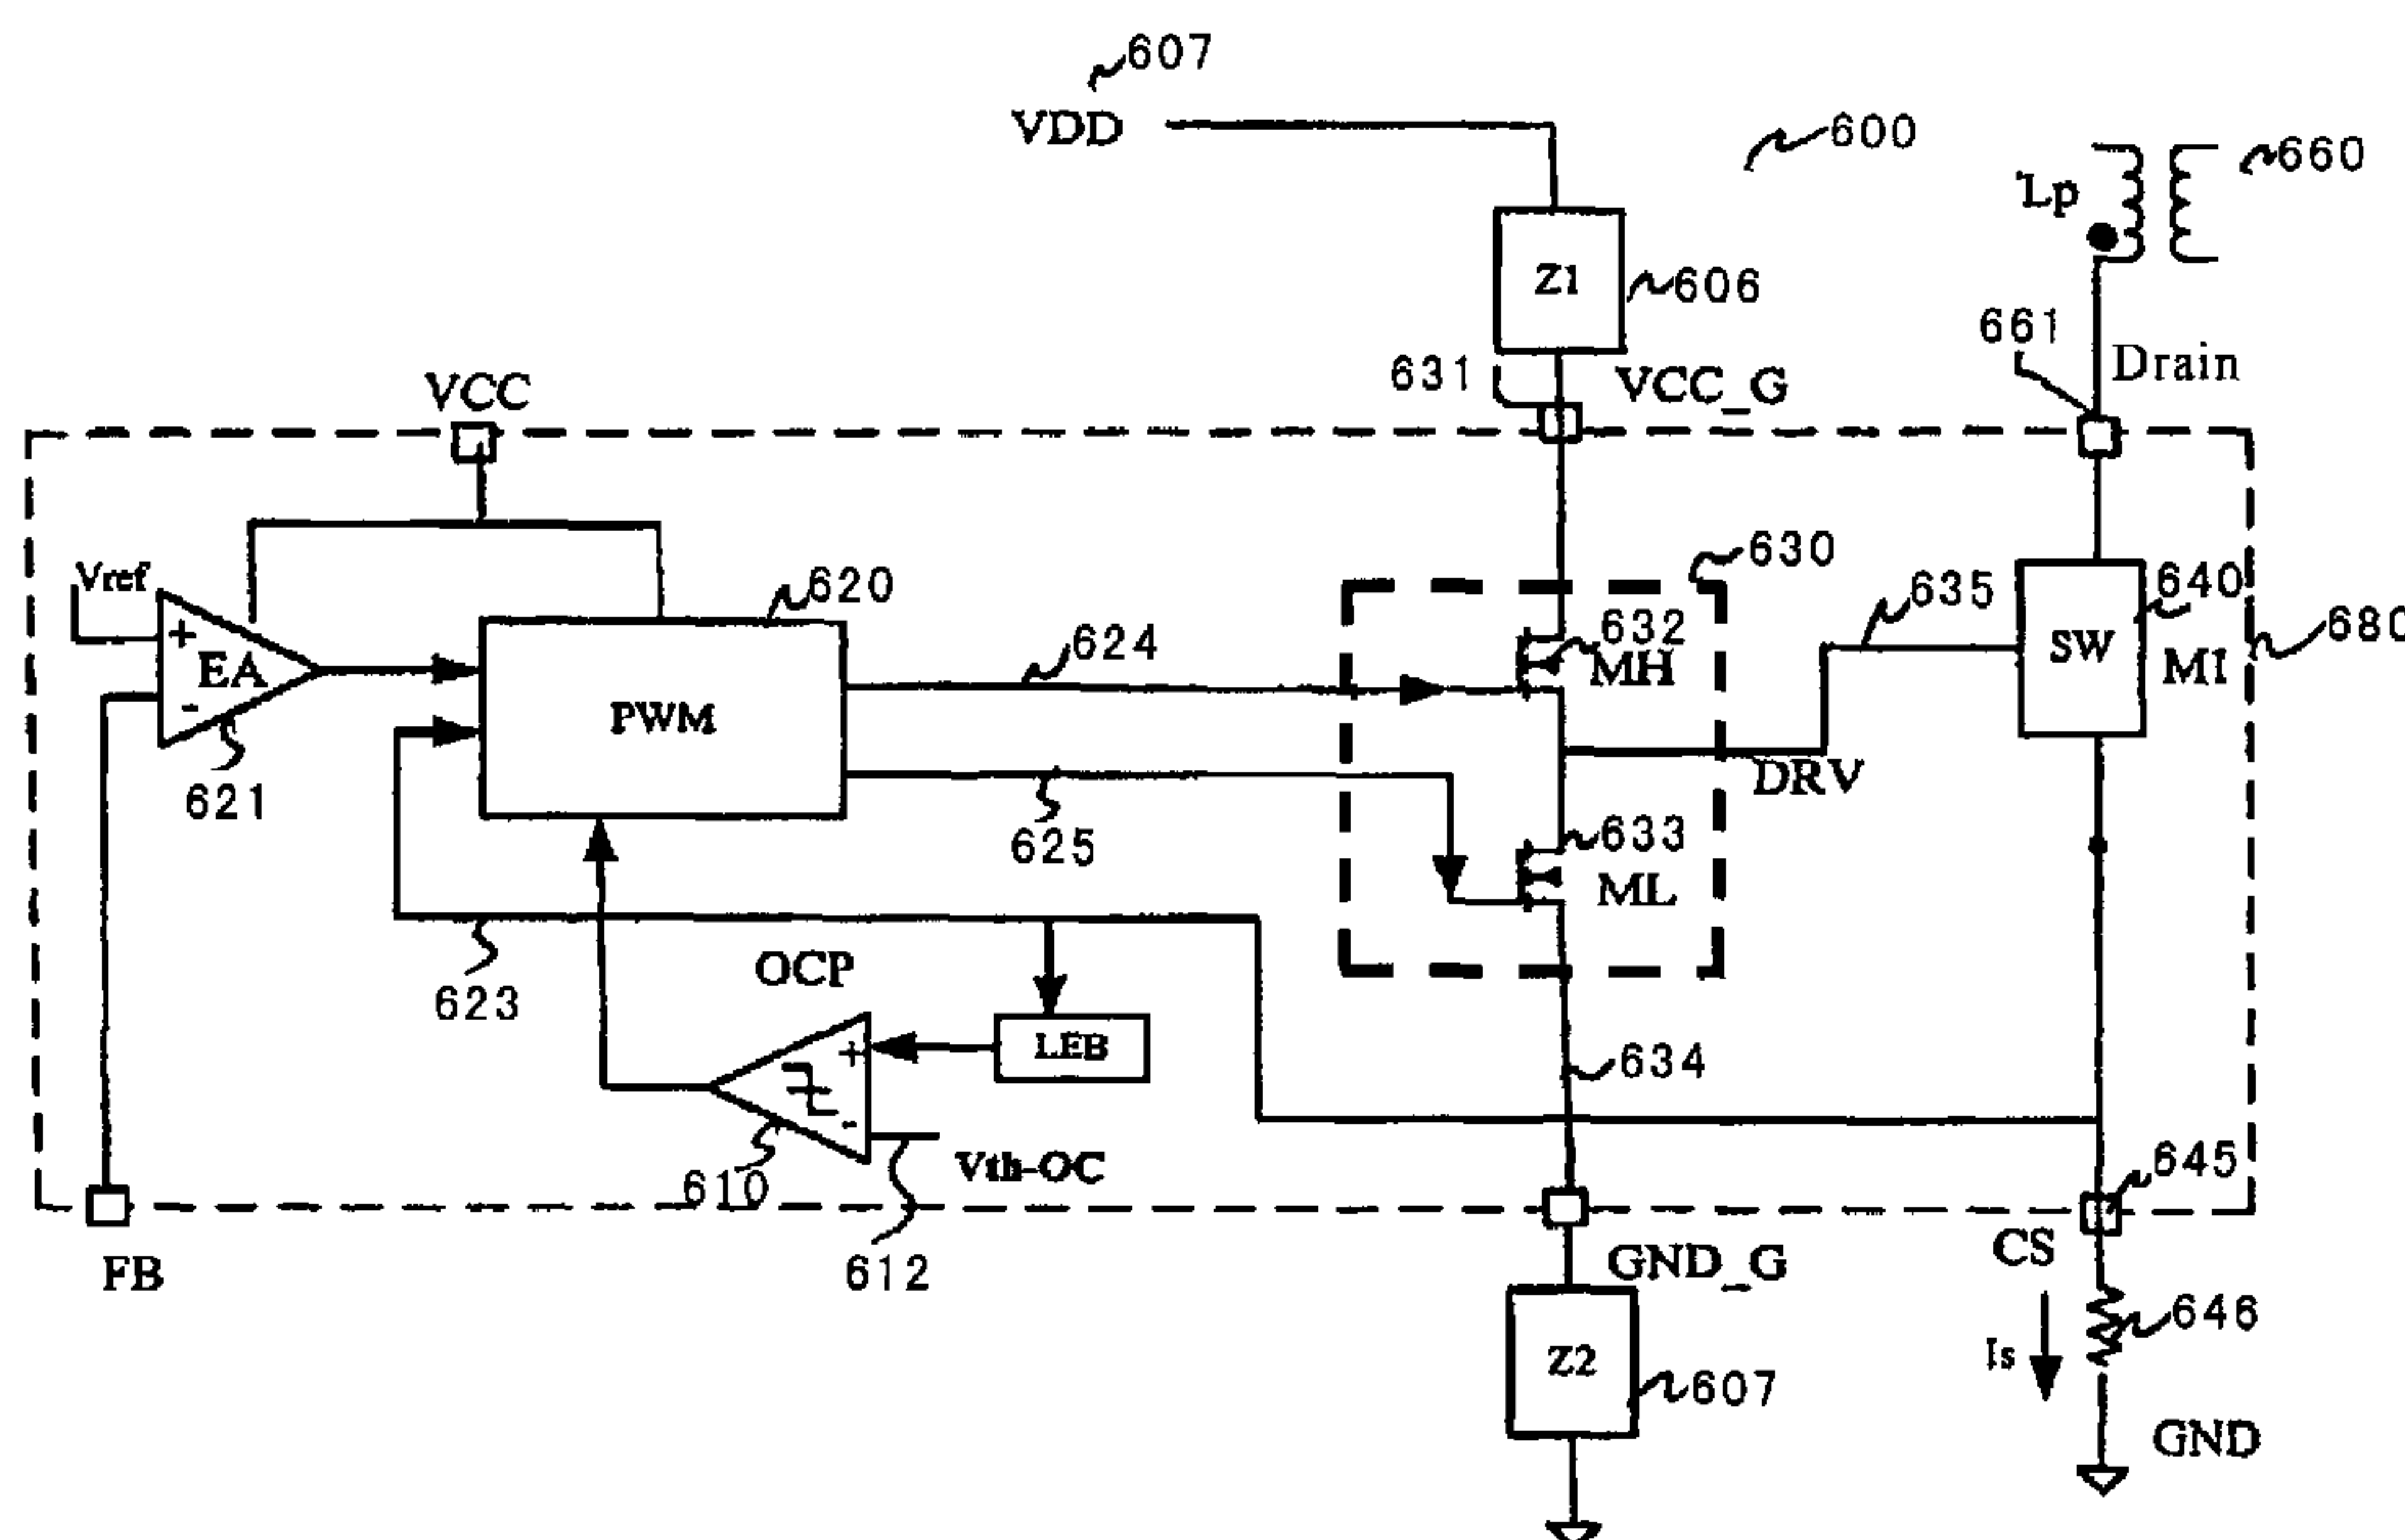 607
VDD
600
660
Lp
Z1
606
661
631
VCC_G
Drain
VCC
630
Vref
620
635
640
632
624
SW
680
+
EA
MH
MI
-
PWM
DRV
621
625
633
ML
OCP
623
LEB
+
634
-
Vth-OC
610
645
CS
612
FB
GND_G
646
Is
Z2
607
GND